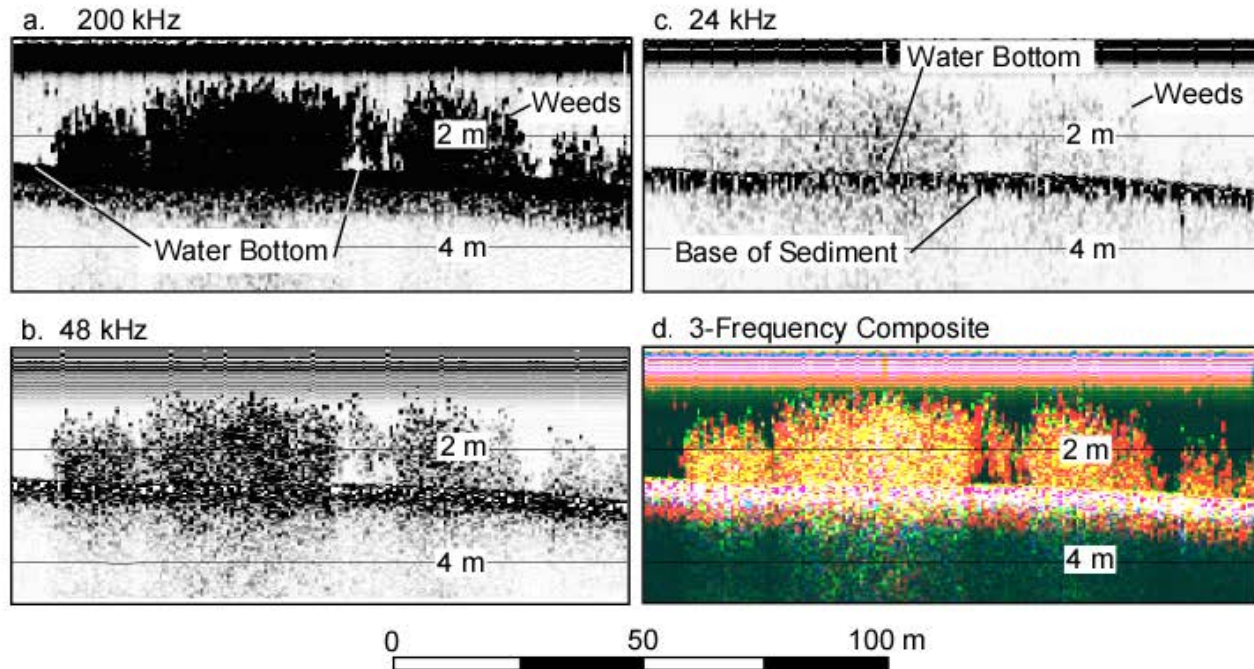 a. 200 kHz
Weeds
2 m
Water Bottom
4 m
c. 24 kHz
Water Bottom
Weeds
2 m
Base of Sediment
4 m
b. 48 kHz
2 m
4 m
d. 3-Frequency Composite
2 m
4 m
0 50 100 m